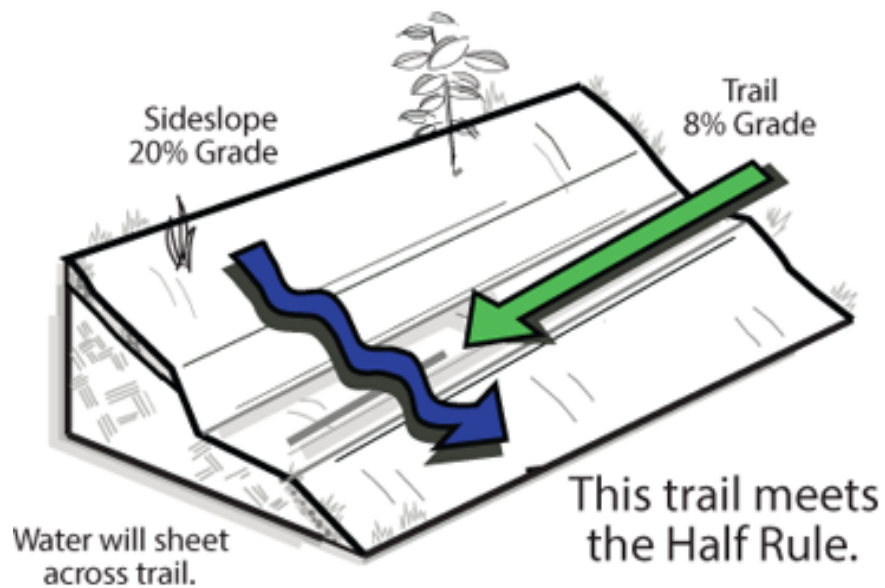 Sideslope
20% Grade
Trail
8% Grade
This trail meets
the Half Rule.
Water will sheet
across trail.